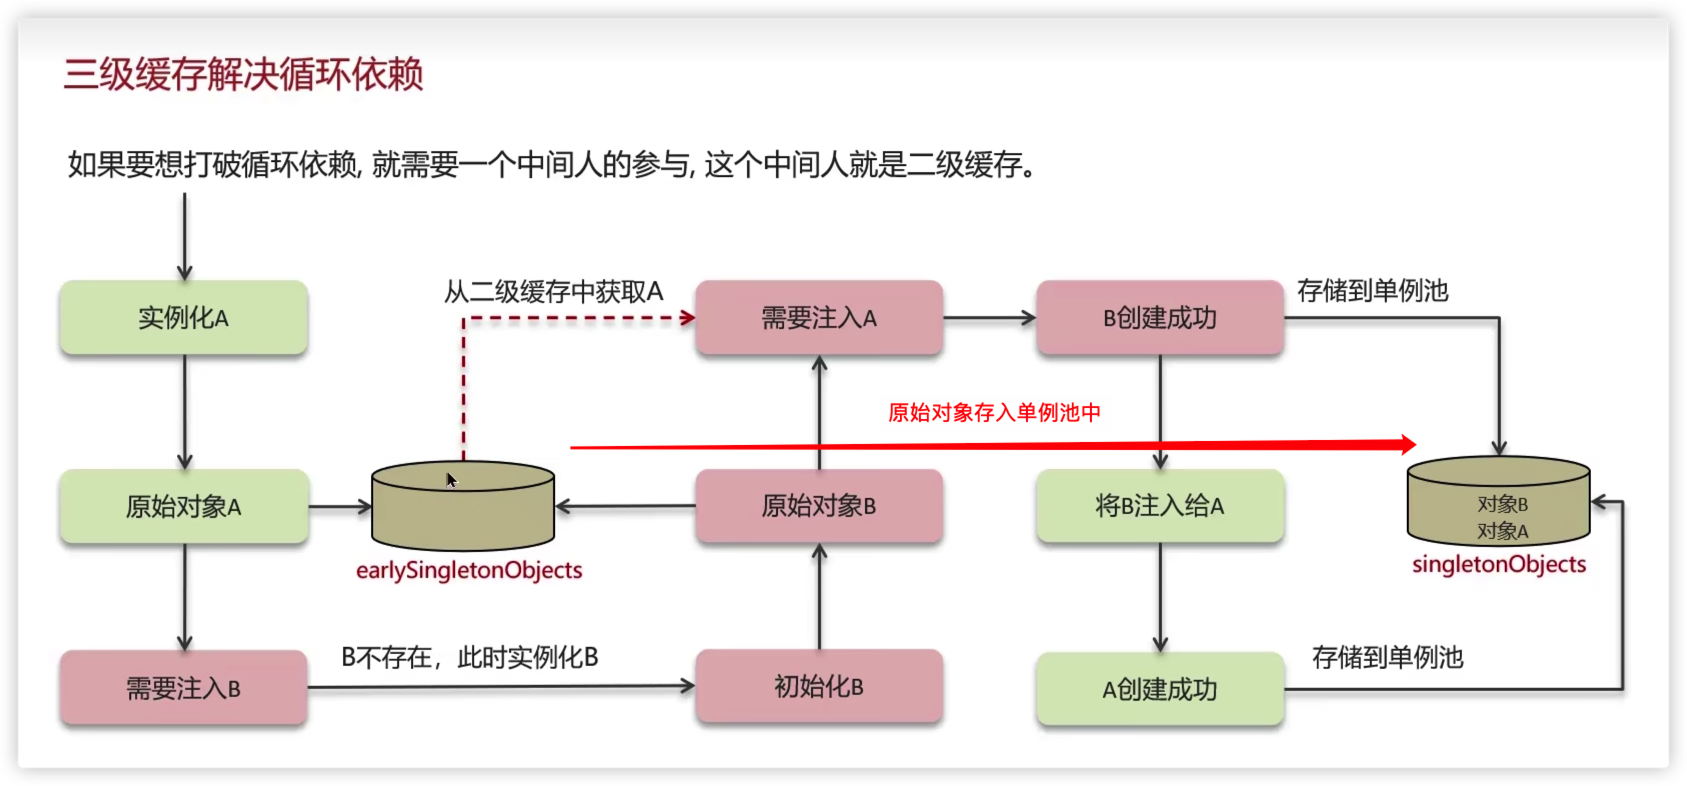 三级缓存解决循环依赖
如果要想打破循环依赖, 就需要一个中间人的参与, 这个中间人就是二级缓存。
实例化A
从二级缓存中获取A
需要注入A
B创建成功
存储到单例池
原始对象存入单例池中
原始对象A
earlySingletonObjects
原始对象B
将B注入给A
对象B
对象A
singletonObjects
需要注入B
B不存在，此时实例化B
初始化B
A创建成功
存储到单例池